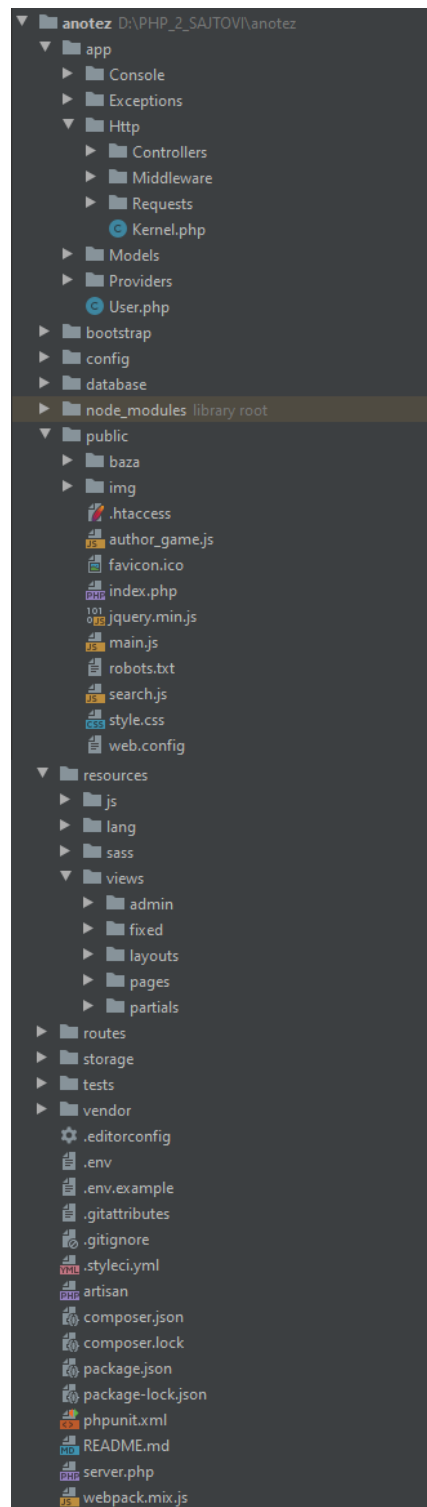 anotez D:\PHP_2_SAJTOVI\anotez
app
Console
Exceptions
Http
Controllers
Middleware
Requests
Kernel.php
Models
Providers
User.php
bootstrap
config
database
node_modules library root
public
baza
img
.htaccess
author_game.js
favicon.ico
index.php
jquery.min.js
main.js
robots.txt
search.js
style.css
web.config
resources
js
lang
sass
views
admin
fixed
layouts
pages
partials
routes
storage
tests
vendor
.editorconfig
.env
.env.example
.gitattributes
.gitignore
.styleci.yml
artisan
composer.json
composer.lock
package.json
package-lock.json
phpunit.xml
README.md
server.php
webpack.mix.js